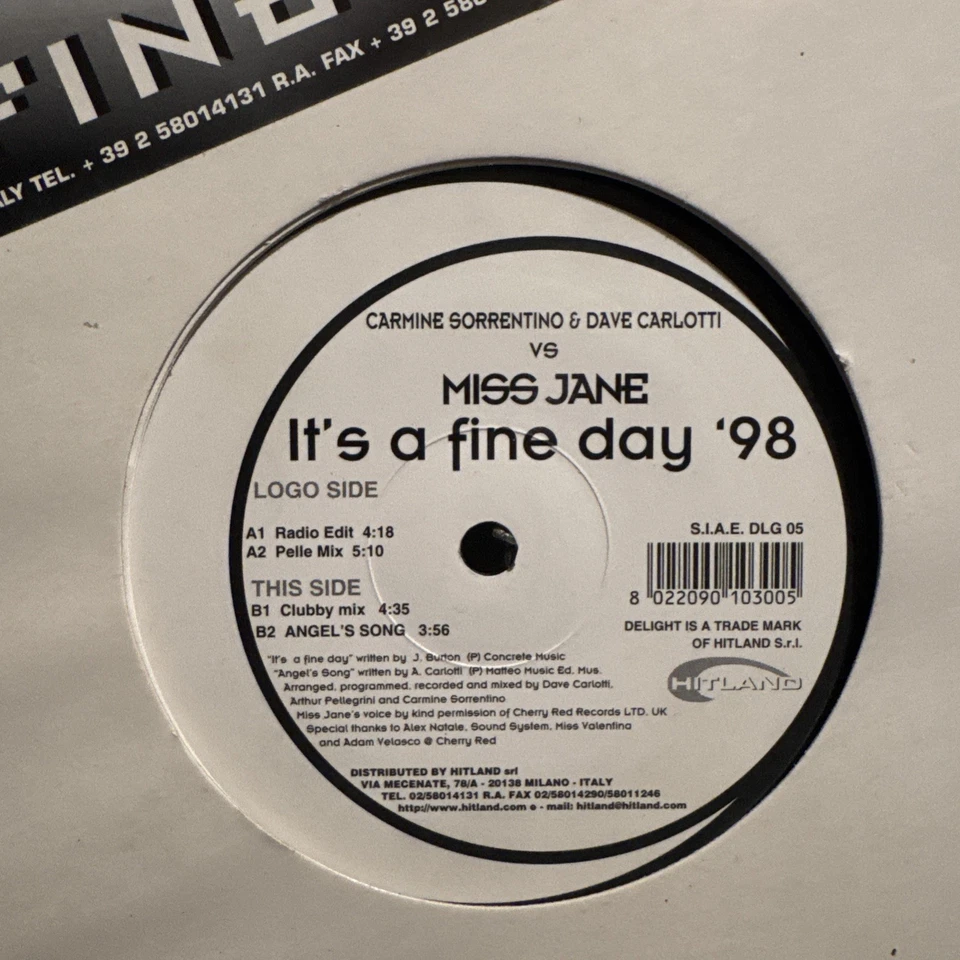 FINE
ALY TEL. + 39 2 58014131 R.A. FAX + 39 2 580
CARMINE SORRENTINO & DAVE CARLOTTI
VS
MISS JANE
It's a fine day ‘98
LOGO SIDE
A1 Radio Edit 4:18
A2 Pelle Mix 5:10
THIS SIDE
B1 Clubby mix 4:35
B2 ANGEL'S SONG 3:56
S.I.A.E. DLG 05
8 022090 103005
DELIGHT IS A TRADE MARK
OF HITLAND S.r.l.
HITLAND
"It's a fine day" written by J. Burton (P) Concrete Music
"Angel's Song" written by A. Carlotti (P) Matteo Music Ed. Mus.
Arranged, programmed, recorded and mixed by Dave Carlotti,
Arthur Pellegrini and Carmine Sorrentino
Miss Jane's voice by kind permission of Cherry Red Records LTD. UK
Special thanks to Alex Natale, Sound System, Miss Valentina
and Adam Velasco @ Cherry Red
DISTRIBUTED BY HITLAND srl
VIA MECENATE, 78/A - 20138 MILANO - ITALY
TEL. 02/58014131 R.A. FAX 02/58014290/58011246
http://www.hitland.com e - mail: hitland@hitland.com